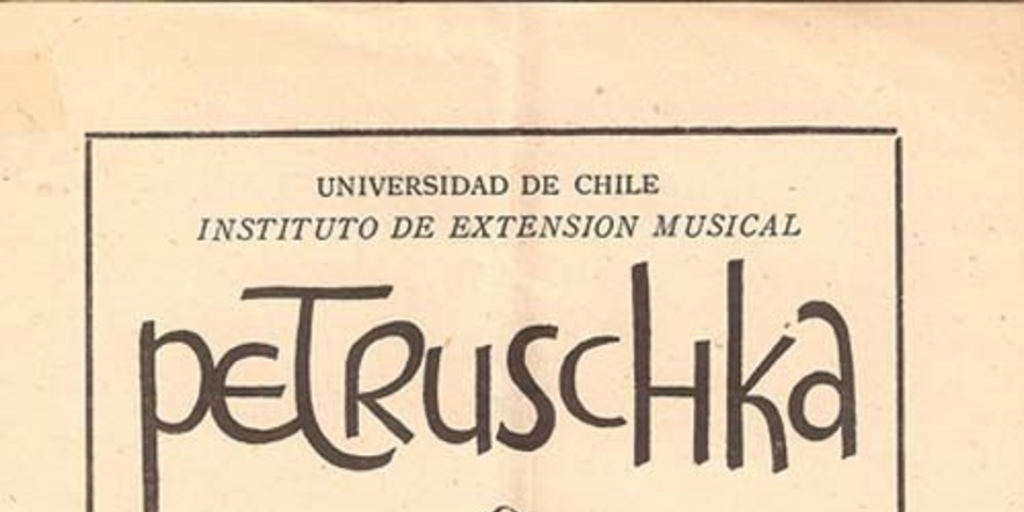 UNIVERSIDAD DE CHILE
INSTITUTO DE EXTENSION MUSICAL
peTRuscHka